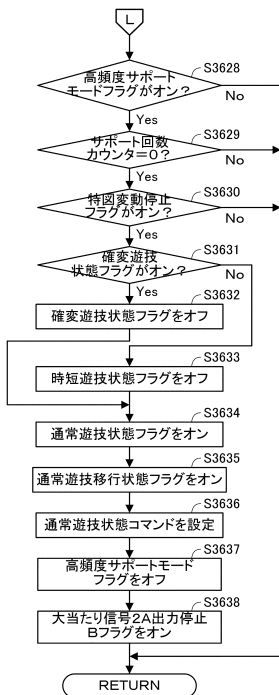 L
S3628
高頻度サポート
モードフラグがオン？
No
Yes
S3629
サポート回数
カウンタ＝０？
No
Yes
S3630
特図変動停止
フラグがオン？
No
Yes
S3631
確変遊技
状態フラグがオン？
No
Yes
S3632
確変遊技状態フラグをオフ
S3633
時短遊技状態フラグをオフ
S3634
通常遊技状態フラグをオン
S3635
通常遊技移行状態フラグをオン
S3636
通常遊技状態コマンドを設定
S3637
高頻度サポートモード
フラグをオフ
S3638
大当たり信号２Ａ出力停止
Ｂフラグをオン
RETURN